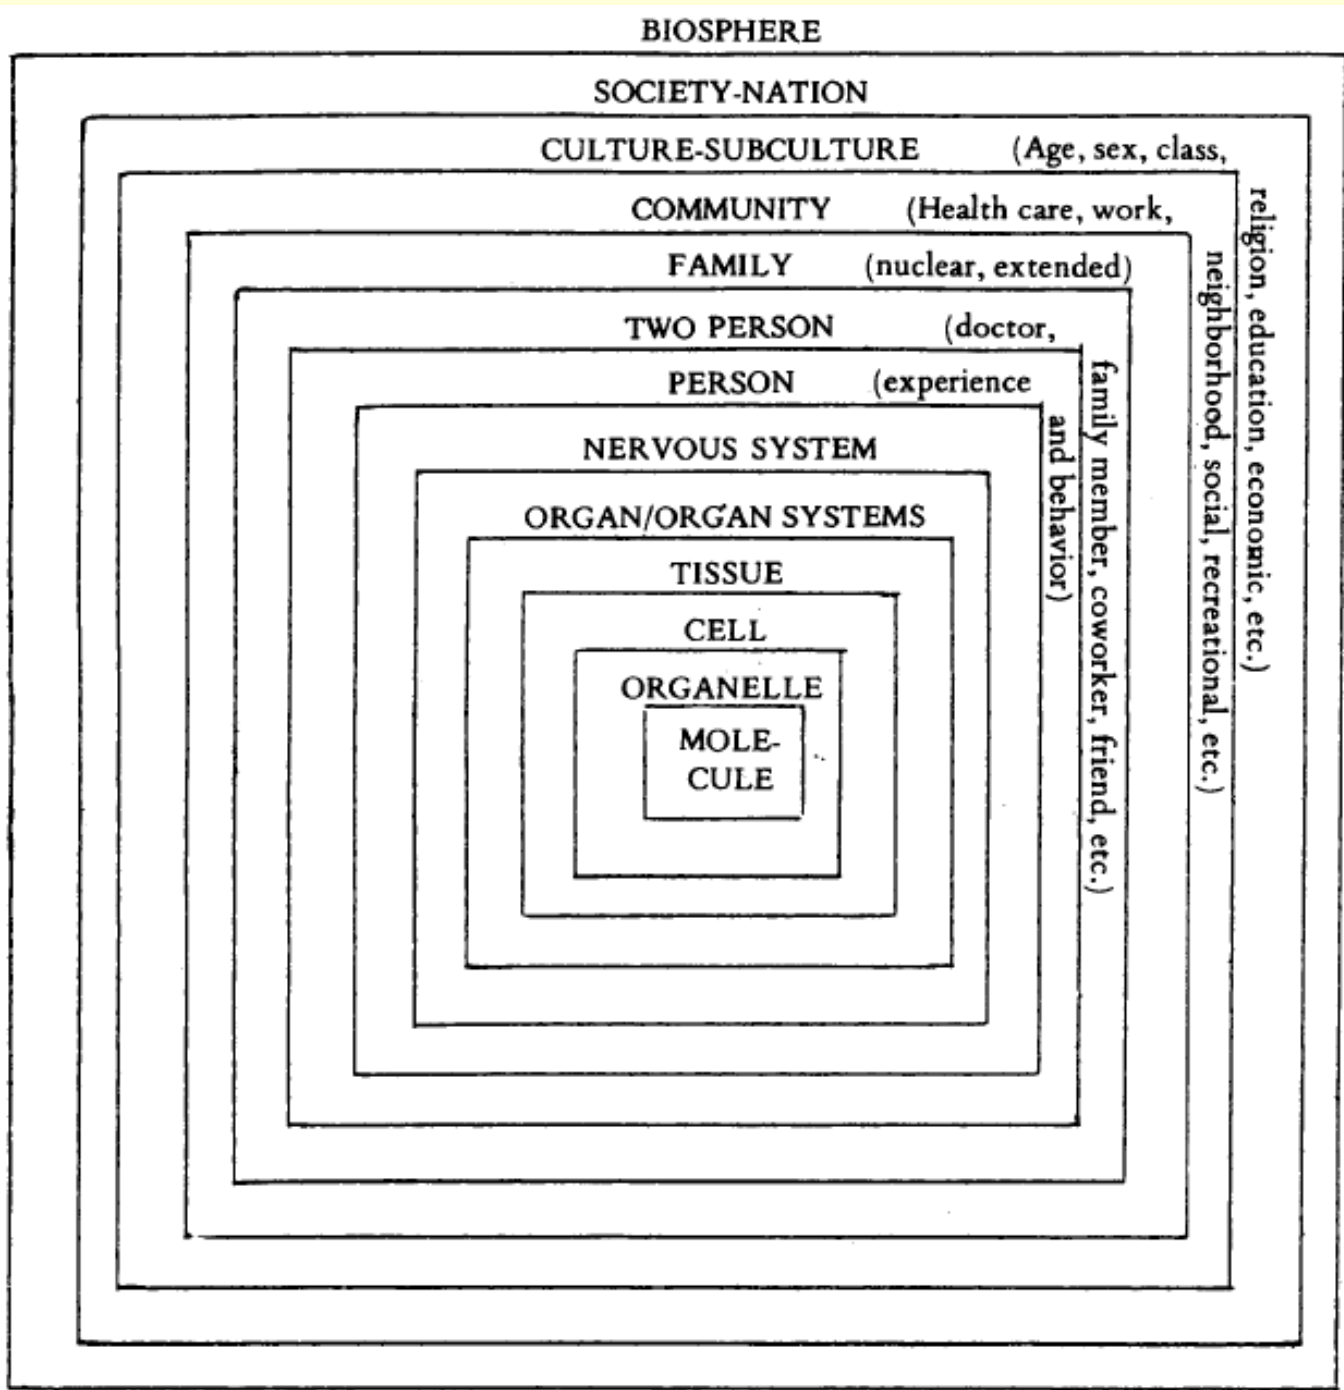 BIOSPHERE
SOCIETY-NATION
CULTURE-SUBCULTURE (Age, sex, class,
religion, education, economic, etc.)
COMMUNITY (Health care, work,
neighborhood, social, recreational, etc.)
FAMILY (nuclear, extended)
TWO PERSON (doctor,
family member, coworker, friend, etc.)
PERSON (experience
and behavior)
NERVOUS SYSTEM
ORGAN/ORGAN SYSTEMS
TISSUE
CELL
ORGANELLE
MOLE-
CULE